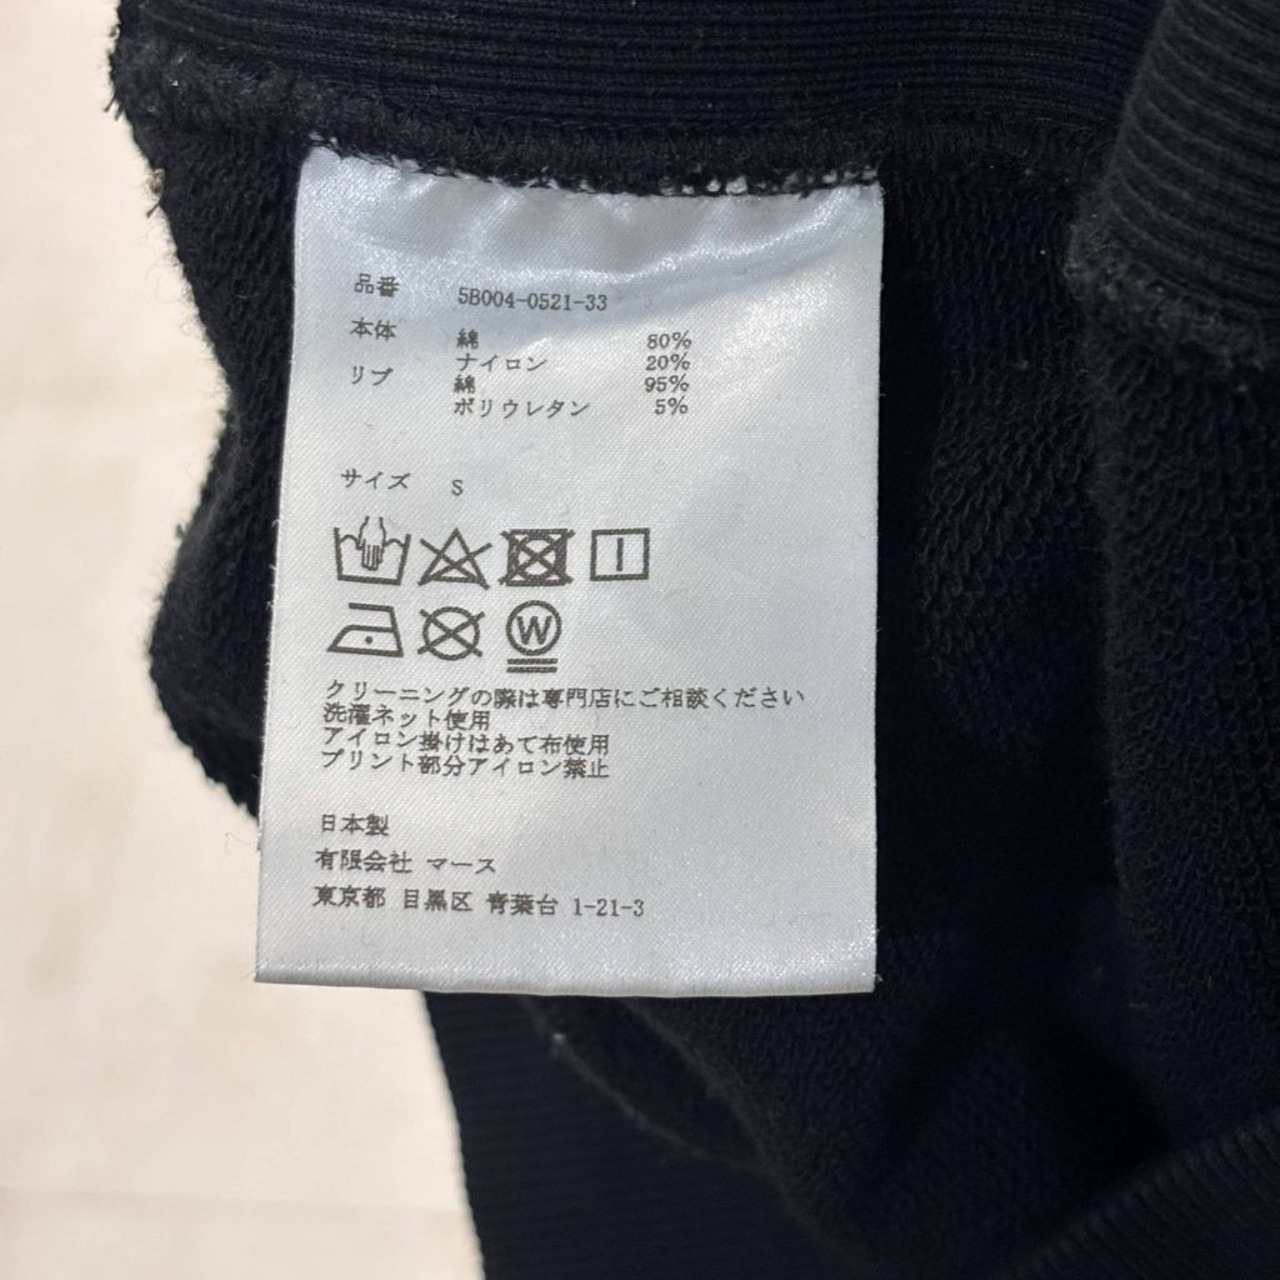 品番 5B004-0521-33
本体 綿 80%
ナイロン 20%
リブ 綿 95%
ポリウレタン 5%
サイズ S
W
クリーニングの際は専門店にご相談ください
洗濯ネット使用
アイロン掛けはあて布使用
プリント部分アイロン禁止
日本製
有限会社 マース
東京都 目黒区 青葉台 1-21-3